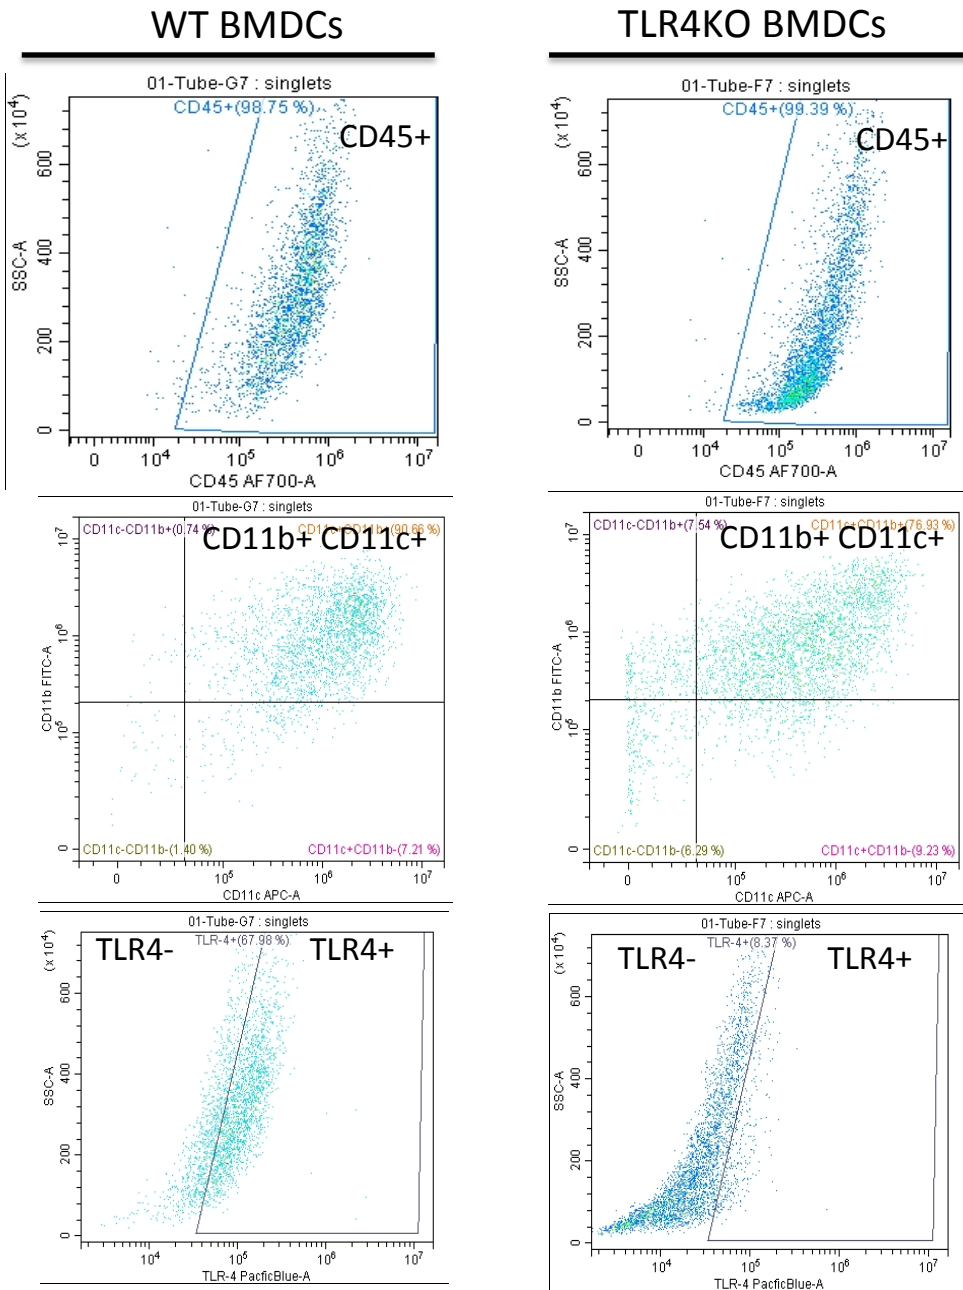 WT BMDCs
TLR4KO BMDCs
01-Tube-G7 : singlets
CD45+(98.75 %)
CD45+
(x 10⁴)
600
400
200
0
SSC-A
0 10⁴ 10⁵ 10⁶ 10⁷
CD45 AF700-A
01-Tube-F7 : singlets
CD45+(99.39 %)
CD45+
(x 10⁴)
600
400
200
0
SSC-A
0 10⁴ 10⁵ 10⁶ 10⁷
CD45 AF700-A
01-Tube-G7 : singlets
CD11c-CD11b+(0.74 %)
CD11c+CD11b+(90.66 %)
CD11b+ CD11c+
10⁷
10⁶
10⁵
0
CD11b FITC-A
CD11c-CD11b-(1.40 %)
CD11c+CD11b-(7.21 %)
0 10⁵ 10⁶ 10⁷
CD11c APC-A
01-Tube-F7 : singlets
CD11c-CD11b+(7.54 %)
CD11c+CD11b+(76.93 %)
CD11b+ CD11c+
10⁷
10⁶
10⁵
0
CD11b FITC-A
CD11c-CD11b-(6.29 %)
CD11c+CD11b-(9.23 %)
0 10⁵ 10⁶ 10⁷
CD11c APC-A
01-Tube-G7 : singlets
TLR-4+(67.98 %)
TLR4- TLR4+
(x 10⁴)
600
400
200
0
SSC-A
10⁴ 10⁵ 10⁶ 10⁷
TLR-4 PacficBlue-A
01-Tube-F7 : singlets
TLR-4+(8.37 %)
TLR4- TLR4+
(x 10⁴)
600
400
200
0
SSC-A
10⁴ 10⁵ 10⁶ 10⁷
TLR-4 PacficBlue-A